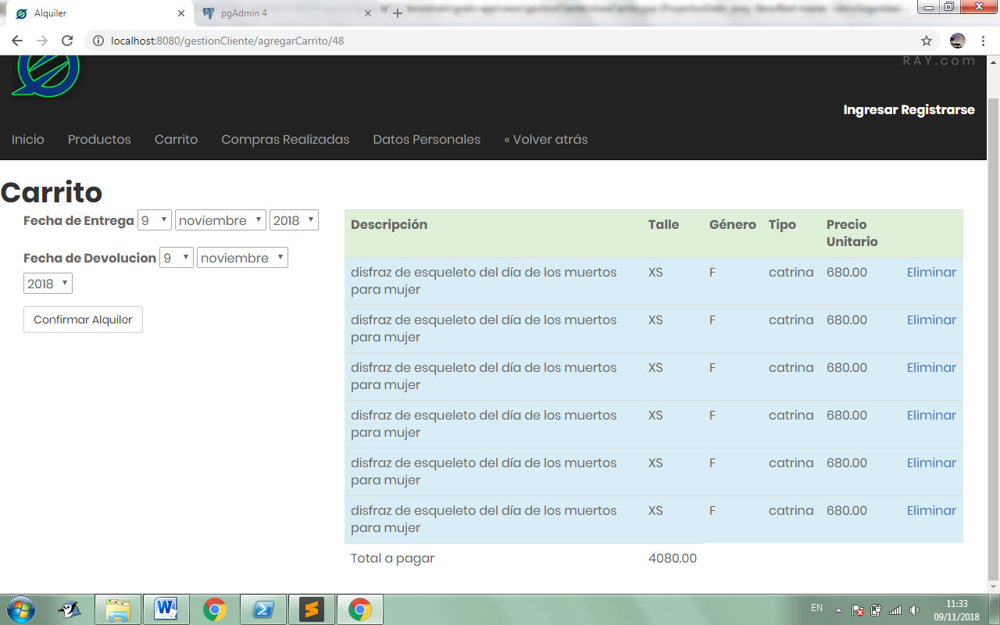 Alquiler
pgAdmin 4
localhost:8080/gestionCliente/agregarCarrito/48
RAY.com
Ingresar Registrarse
Inicio Productos Carrito Compras Realizadas Datos Personales « Volver atrás
Carrito
Fecha de Entrega 9 noviembre 2018
Fecha de Devolucion 9 noviembre
2018
Confirmar Alquiler
Descripción Talle Género Tipo Precio
Unitario
disfraz de esqueleto del día de los muertos XS F catrina 680.00 Eliminar
para mujer
disfraz de esqueleto del día de los muertos XS F catrina 680.00 Eliminar
para mujer
disfraz de esqueleto del día de los muertos XS F catrina 680.00 Eliminar
para mujer
disfraz de esqueleto del día de los muertos XS F catrina 680.00 Eliminar
para mujer
disfraz de esqueleto del día de los muertos XS F catrina 680.00 Eliminar
para mujer
disfraz de esqueleto del día de los muertos XS F catrina 680.00 Eliminar
para mujer
Total a pagar 4080.00
EN
11:33
09/11/2018